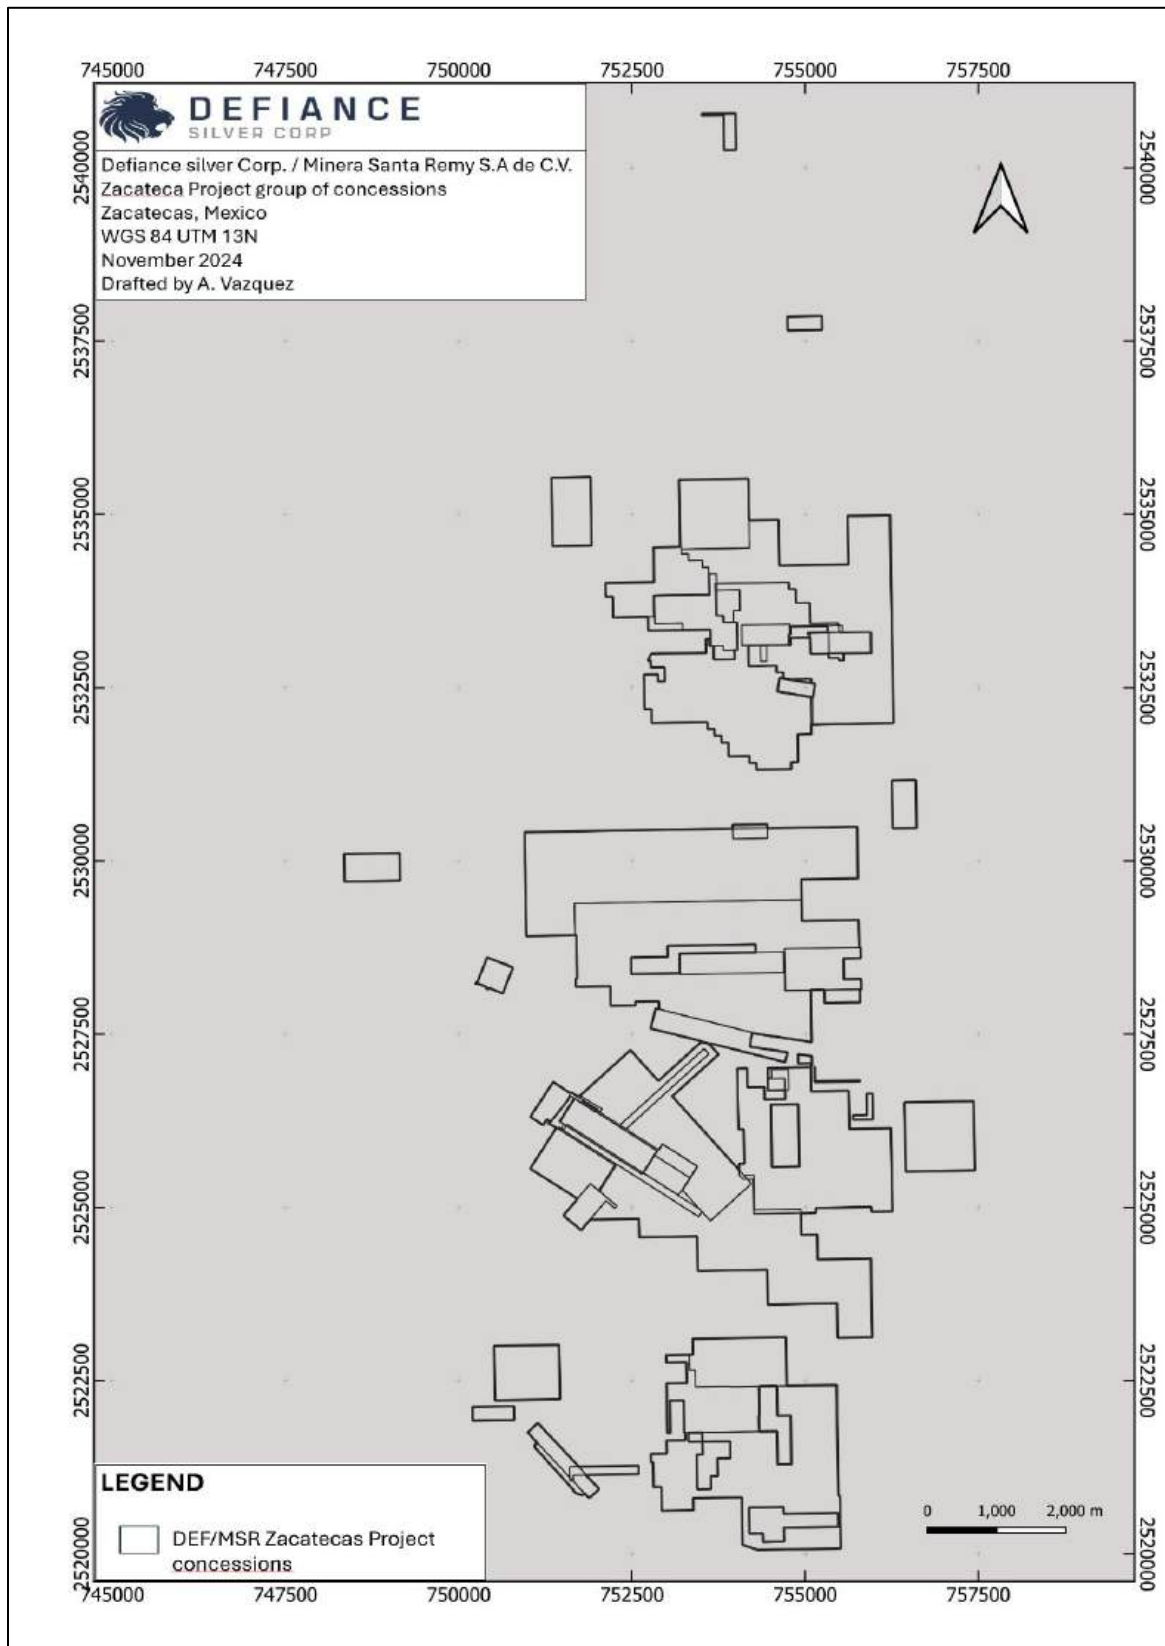 745000 747500 750000 752500 755000 757500
DEFIANCE
SILVER CORP
Defiance silver Corp. / Minera Santa Remy S.A de C.V.
Zacateca Project group of concessions
Zacatecas, Mexico
WGS 84 UTM 13N
November 2024
Drafted by A. Vazquez
2540000 2540000
2537500 2537500
2535000 2535000
2532500 2532500
2530000 2530000
2527500 2527500
2525000 2525000
2522500 2522500
LEGEND
DEF/MSR Zacatecas Project
concessions
0 1,000 2,000 m
2520000 2520000
745000 747500 750000 752500 755000 757500